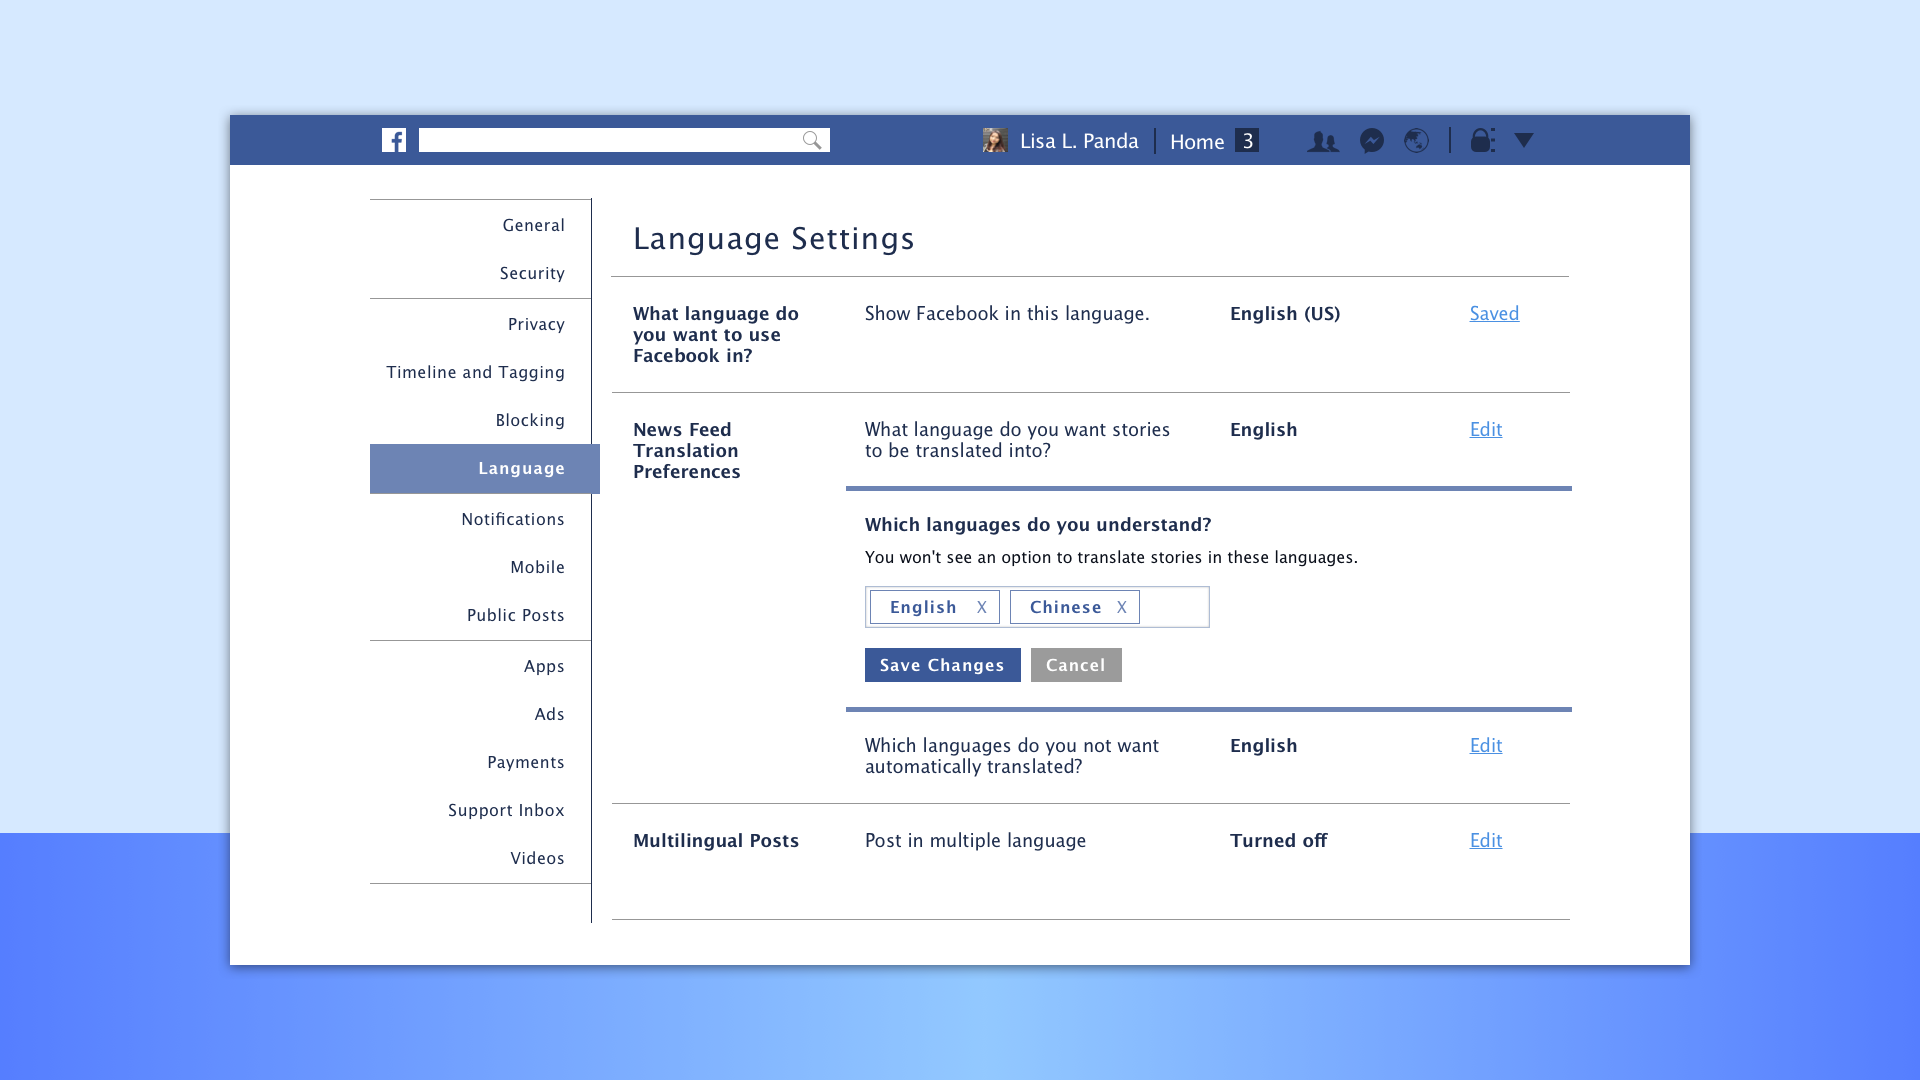 f
Lisa L. Panda
Home 3
General
Security
Privacy
Timeline and Tagging
Blocking
Language
Notifications
Mobile
Public Posts
Apps
Ads
Payments
Support Inbox
Videos
Language Settings
What language do
you want to use
Facebook in?
Show Facebook in this language.
English (US)
Saved
News Feed
Translation
Preferences
What language do you want stories
to be translated into?
English
Edit
Which languages do you understand?
You won't see an option to translate stories in these languages.
English X
Chinese X
Save Changes
Cancel
Which languages do you not want
automatically translated?
English
Edit
Multilingual Posts
Post in multiple language
Turned off
Edit